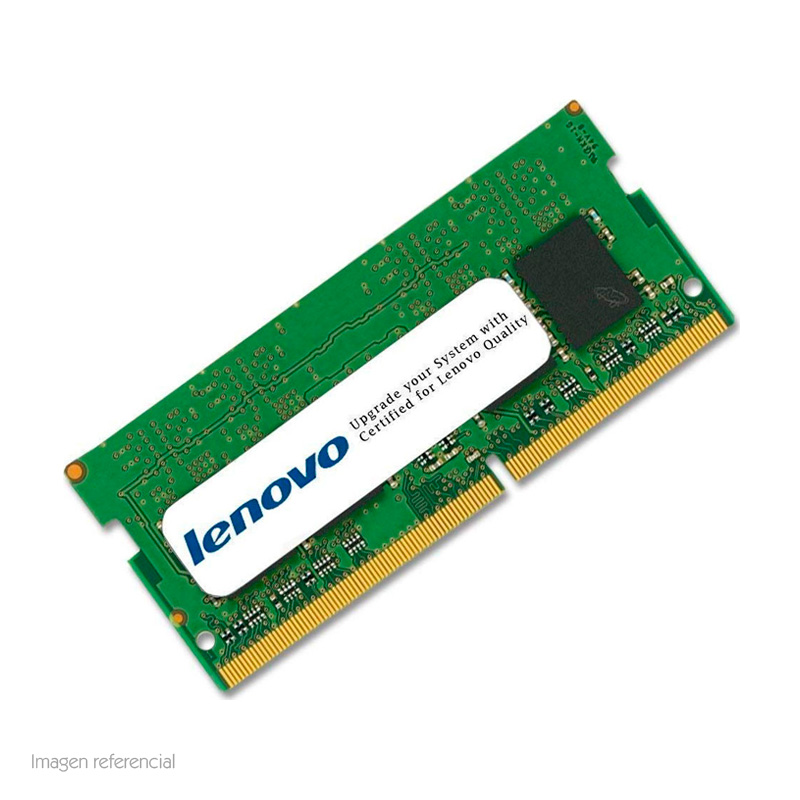 lenovo
Upgrade your System with
Certified for Lenovo Quality
Imagen referencial